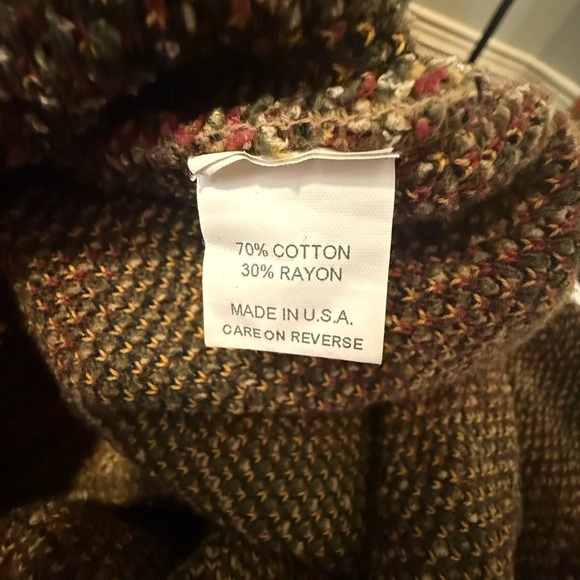 70% COTTON
30% RAYON
MADE IN U.S.A.
CARE ON REVERSE